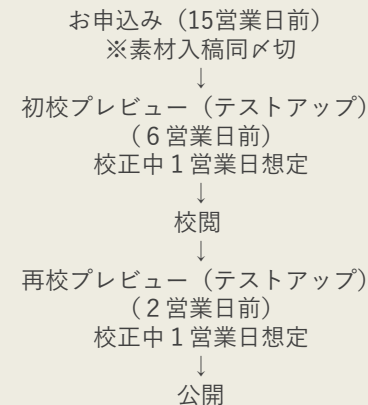 お申込み（15営業日前）
※素材入稿同〆切
↓
初校プレビュー（テストアップ）
（６営業日前）
校正中１営業日想定
↓
校閲
↓
再校プレビュー（テストアップ）
（２営業日前）
校正中１営業日想定
↓
公開